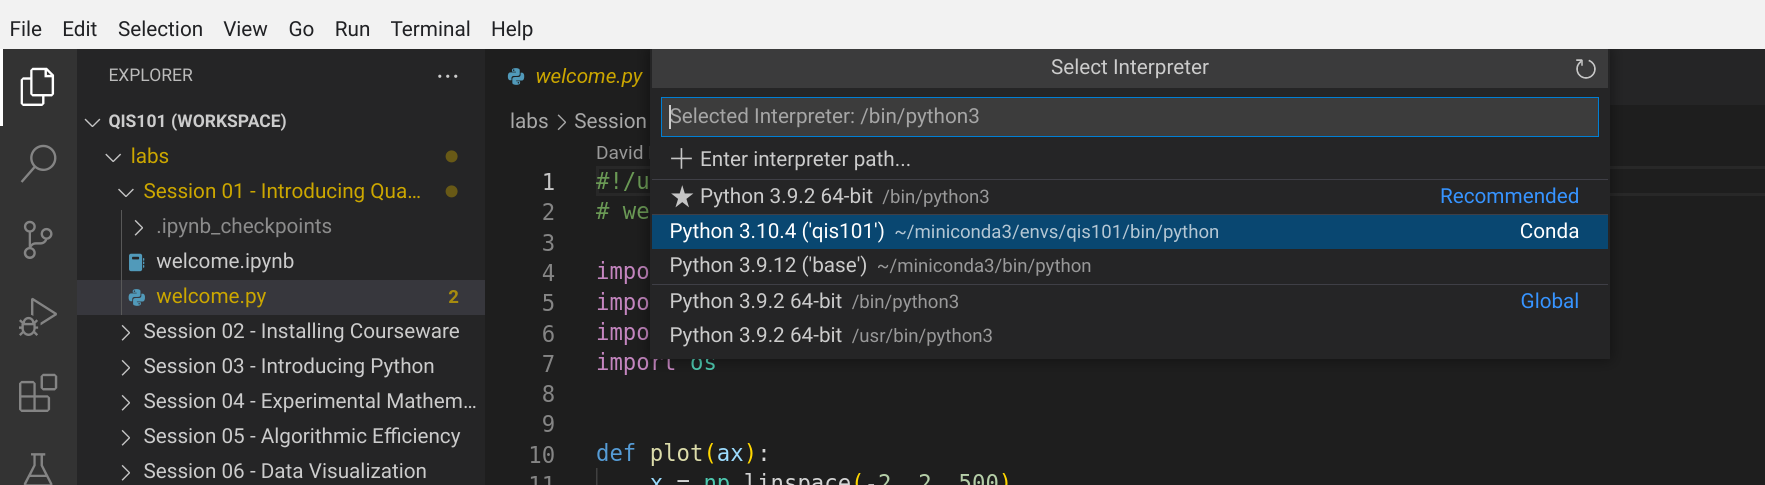 File Edit Selection View Go Run Terminal Help
EXPLORER ...
QIS101 (WORKSPACE)
labs
Session 01 - Introducing Qua...
.ipynb_checkpoints
welcome.ipynb
welcome.py 2
Session 02 - Installing Courseware
Session 03 - Introducing Python
Session 04 - Experimental Mathem...
Session 05 - Algorithmic Efficiency
Session 06 - Data Visualization
welcome.py
labs > Session
Select Interpreter
Selected Interpreter: /bin/python3
Enter interpreter path...
Python 3.9.2 64-bit /bin/python3 Recommended
Python 3.10.4 ('qis101') ~/miniconda3/envs/qis101/bin/python Conda
Python 3.9.12 ('base') ~/miniconda3/bin/python
Python 3.9.2 64-bit /bin/python3 Global
Python 3.9.2 64-bit /usr/bin/python3
David
1 #!/u
2 # we
3
4 impo
5 impo
6 impo
7 import os
8
9
10 def plot(ax):
11 x = np.linspace(-2, 2, 500)